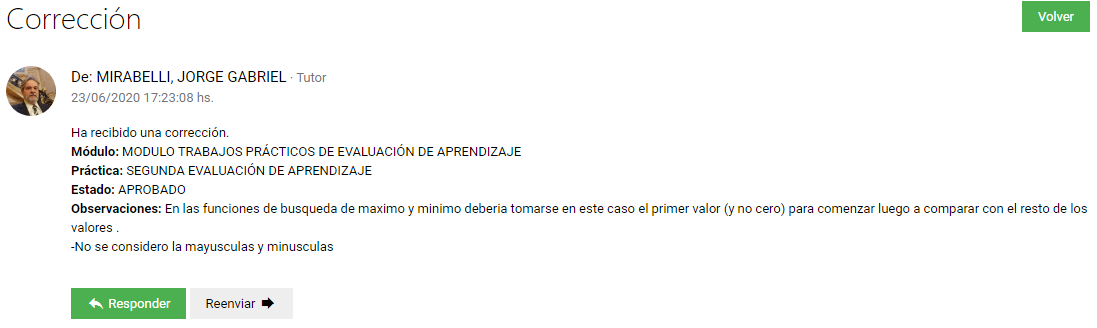 Corrección
Volver
De: MIRABELLI, JORGE GABRIEL · Tutor
23/06/2020 17:23:08 hs.
Ha recibido una corrección.
Módulo: MODULO TRABAJOS PRÁCTICOS DE EVALUACIÓN DE APRENDIZAJE
Práctica: SEGUNDA EVALUACIÓN DE APRENDIZAJE
Estado: APROBADO
Observaciones: En las funciones de busqueda de maximo y minimo deberia tomarse en este caso el primer valor (y no cero) para comenzar luego a comparar con el resto de los
valores .
-No se considero la mayusculas y minusculas
Responder
Reenviar